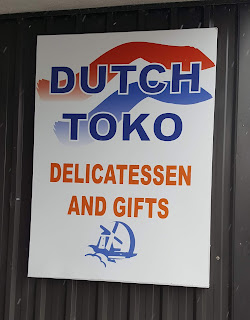 DUTCH
TOKO
DELICATESSEN
AND GIFTS